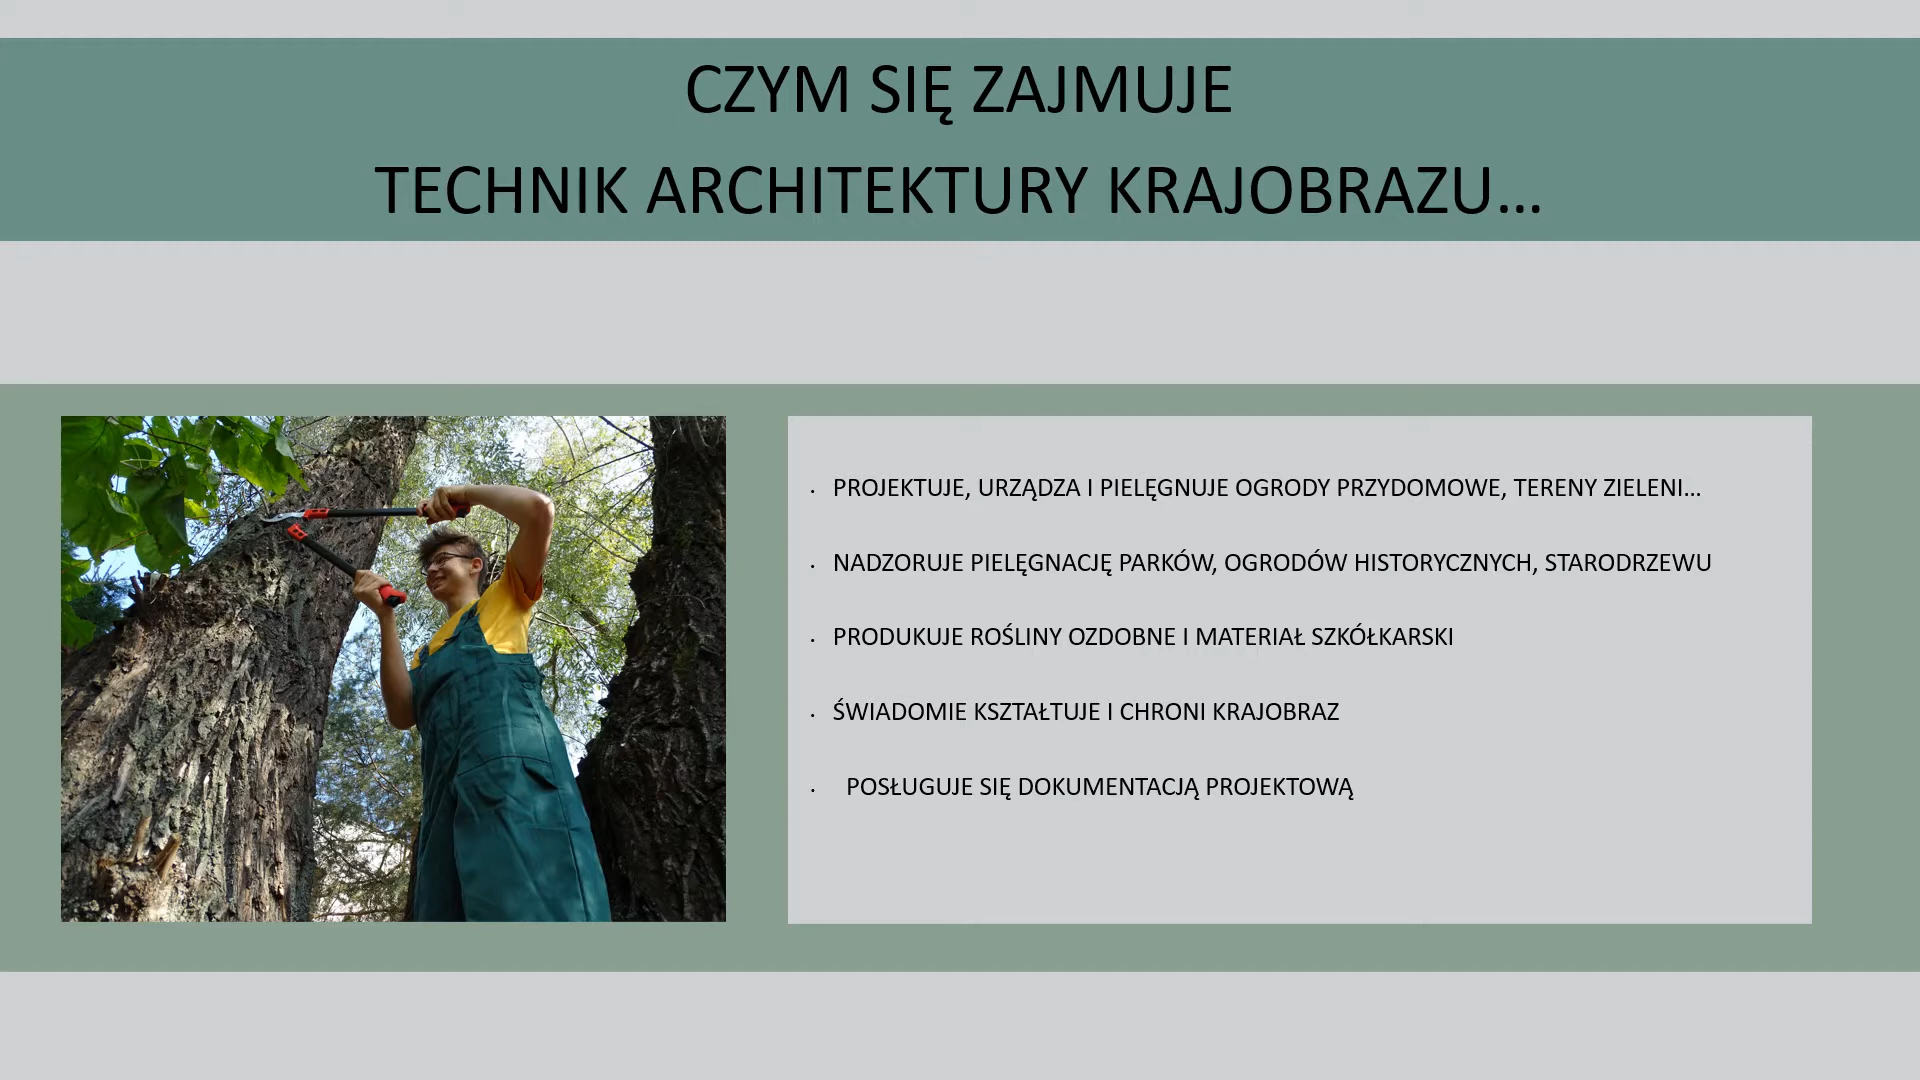 CZYM SIĘ ZAJMUJE
TECHNIK ARCHITEKTURY KRAJOBRAZU...
• PROJEKTUJE, URZĄDZA I PIELĘGNUJE OGRODY PRZYDOMOWE, TERENY ZIELENI...
• NADZORUJE PIELĘGNACJĘ PARKÓW, OGRODÓW HISTORYCZNYCH, STARODRZEWU
• PRODUKUJE ROŚLINY OZDOBNE I MATERIAŁ SZKÓŁKARSKI
• ŚWIADOMIE KSZTAŁTUJE I CHRONI KRAJOBRAZ
• POSŁUGUJE SIĘ DOKUMENTACJĄ PROJEKTOWĄ